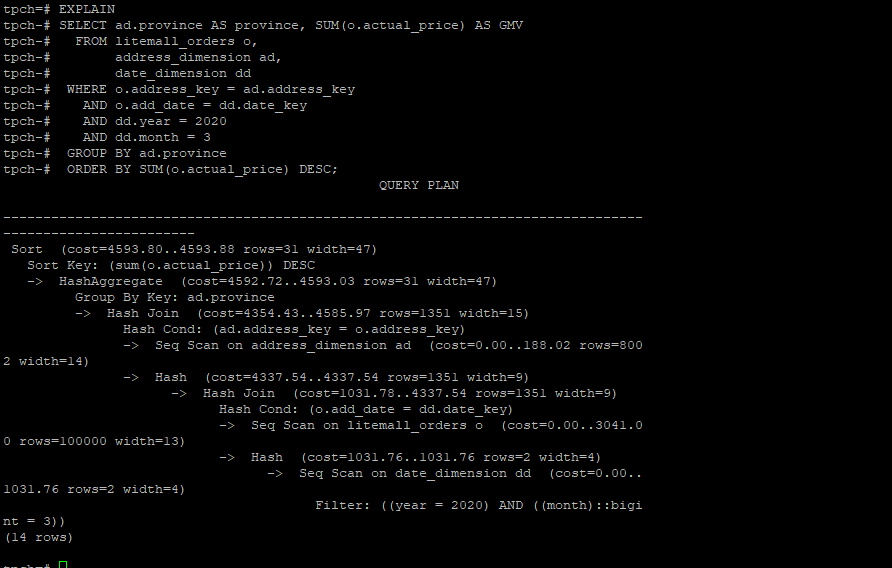 tpch=# EXPLAIN
tpch-# SELECT ad.province AS province, SUM(o.actual_price) AS GMV
tpch-#   FROM litemall_orders o,
tpch-#        address_dimension ad,
tpch-#        date_dimension dd
tpch-#  WHERE o.address_key = ad.address_key
tpch-#    AND o.add_date = dd.date_key
tpch-#    AND dd.year = 2020
tpch-#    AND dd.month = 3
tpch-#  GROUP BY ad.province
tpch-#  ORDER BY SUM(o.actual_price) DESC;
                                               QUERY PLAN
--------------------------------------------------------------------------------
------------------------
 Sort  (cost=4593.80..4593.88 rows=31 width=47)
   Sort Key: (sum(o.actual_price)) DESC
   ->  HashAggregate  (cost=4592.72..4593.03 rows=31 width=47)
         Group By Key: ad.province
         ->  Hash Join  (cost=4354.43..4585.97 rows=1351 width=15)
               Hash Cond: (ad.address_key = o.address_key)
               ->  Seq Scan on address_dimension ad  (cost=0.00..188.02 rows=800
2 width=14)
               ->  Hash  (cost=4337.54..4337.54 rows=1351 width=9)
                     ->  Hash Join  (cost=1031.78..4337.54 rows=1351 width=9)
                           Hash Cond: (o.add_date = dd.date_key)
                           ->  Seq Scan on litemall_orders o  (cost=0.00..3041.0
0 rows=100000 width=13)
                           ->  Hash  (cost=1031.76..1031.76 rows=2 width=4)
                                 ->  Seq Scan on date_dimension dd  (cost=0.00..
1031.76 rows=2 width=4)
                                       Filter: ((year = 2020) AND ((month)::bigi
nt = 3))
(14 rows)
tpch=#